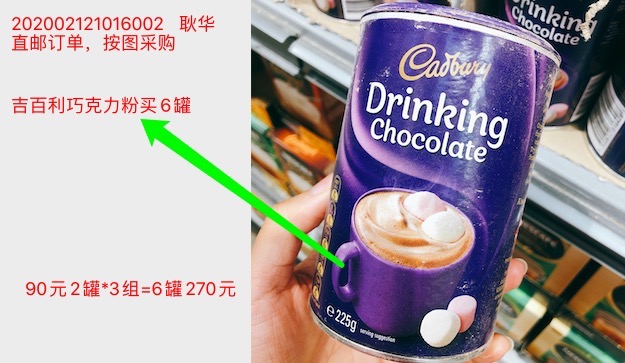 202002121016002 耿华
直邮订单，按图采购
吉百利巧克力粉买6罐
90元2罐*3组=6罐270元
Cadbury
Drinking
Chocolate
e225g
serving suggestion
Drinking
Chocolate